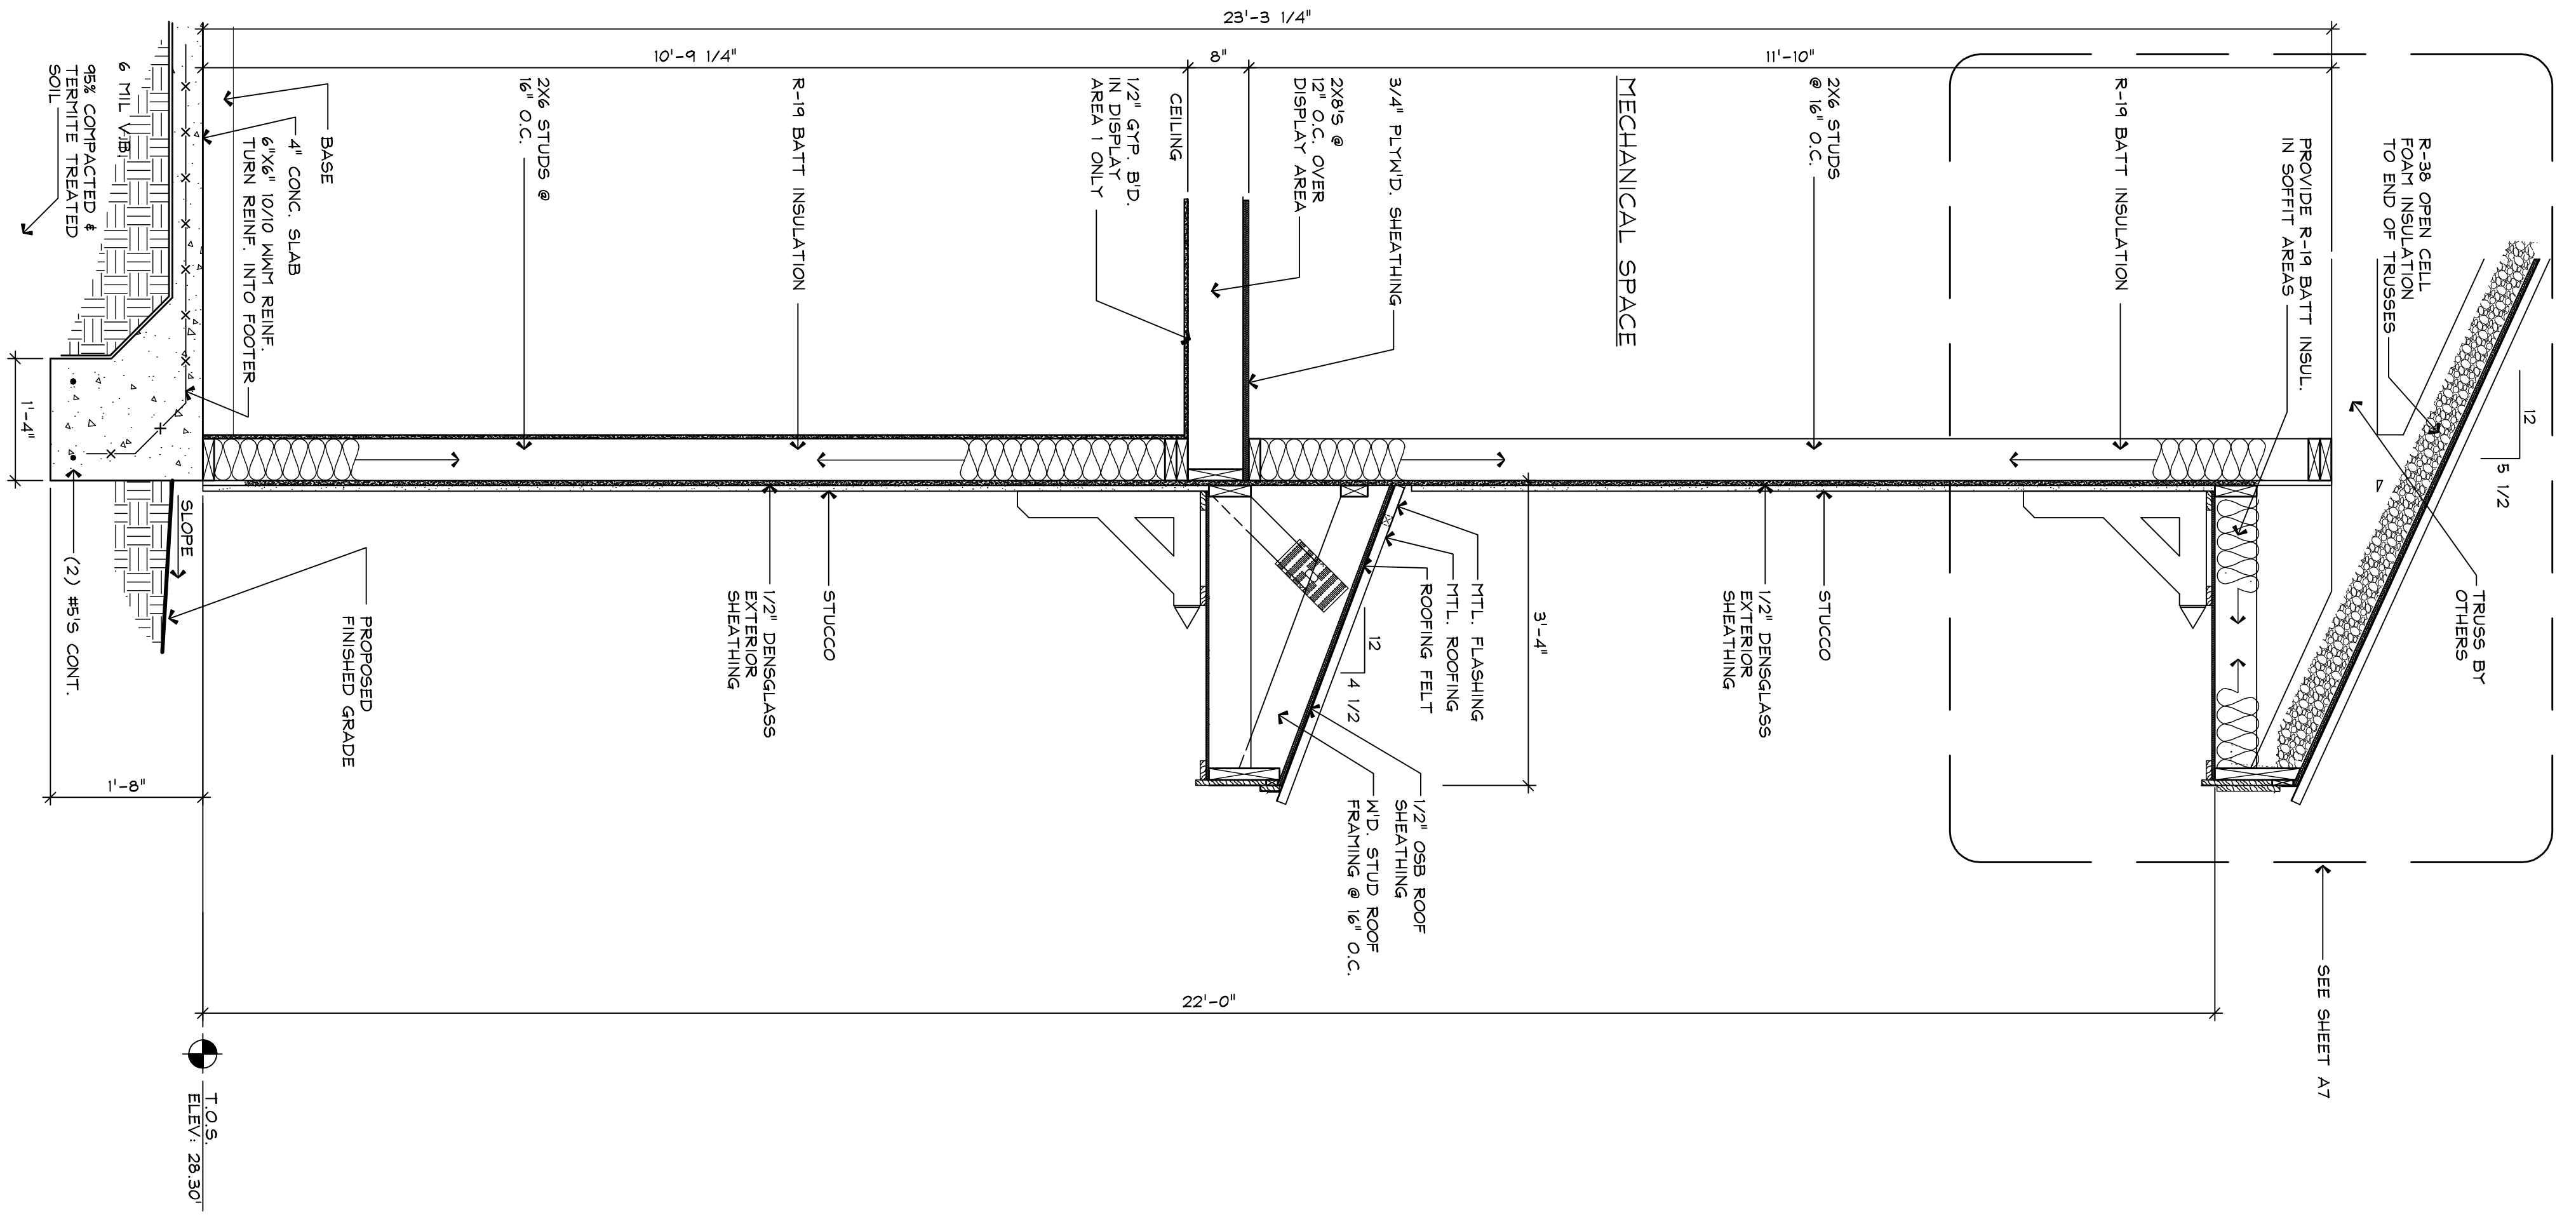 R-38 OPEN CELL
FOAM INSULATION
TO END OF TRUSSES
12
5 1/2
TRUSS BY
OTHERS
PROVIDE R-19 BATT INSUL.
IN SOFFIT AREAS
SEE SHEET A7
R-19 BATT INSULATION
2X6 STUDS
@ 16" O.C.
STUCCO
1/2" DENSGLASS
EXTERIOR
SHEATHING
11'-10"
23'-3 1/4"
22'-0"
MECHANICAL SPACE
3'-4"
MTL. FLASHING
MTL. ROOFING
ROOFING FELT
12
4 1/2
1/2" OSB ROOF
SHEATHING
W'D. STUD ROOF
FRAMING @ 16" O.C.
3/4" PLYW'D. SHEATHING
2X8'S @
12" O.C. OVER
DISPLAY AREA
8"
CEILING
1/2" GYP. B'D.
IN DISPLAY
AREA 1 ONLY
10'-9 1/4"
R-19 BATT INSULATION
STUCCO
1/2" DENSGLASS
EXTERIOR
SHEATHING
2X6 STUDS @
16" O.C.
BASE
4" CONC. SLAB
6"X6" 10/10 WWM REINF.
TURN REINF. INTO FOOTER
PROPOSED
FINISHED GRADE
SLOPE
T.O.S.
ELEV: 28.30'
6 MIL V.B.
95% COMPACTED &
TERMITE TREATED
SOIL
(2) #5'S CONT.
1'-8"
1'-4"